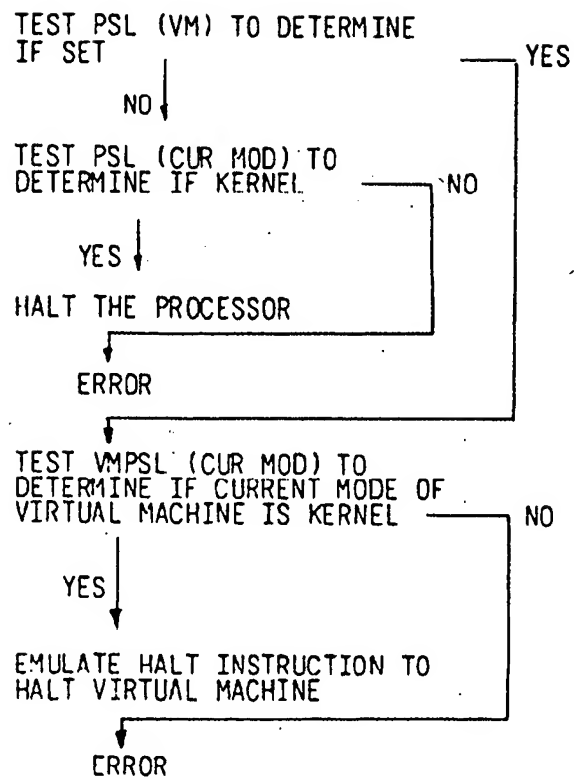 TEST PSL (VM) TO DETERMINE
IF SET
YES
NO
TEST PSL (CUR MOD) TO
DETERMINE IF KERNEL
NO
YES
HALT THE PROCESSOR
ERROR
TEST VMPSL (CUR MOD) TO
DETERMINE IF CURRENT MODE OF
VIRTUAL MACHINE IS KERNEL
NO
YES
EMULATE HALT INSTRUCTION TO
HALT VIRTUAL MACHINE
ERROR